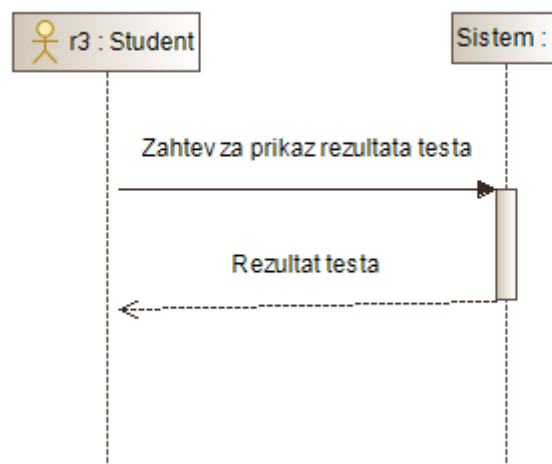 r3 : Student
Sistem :
Zahtev za prikaz rezultata testa
Rezultat testa